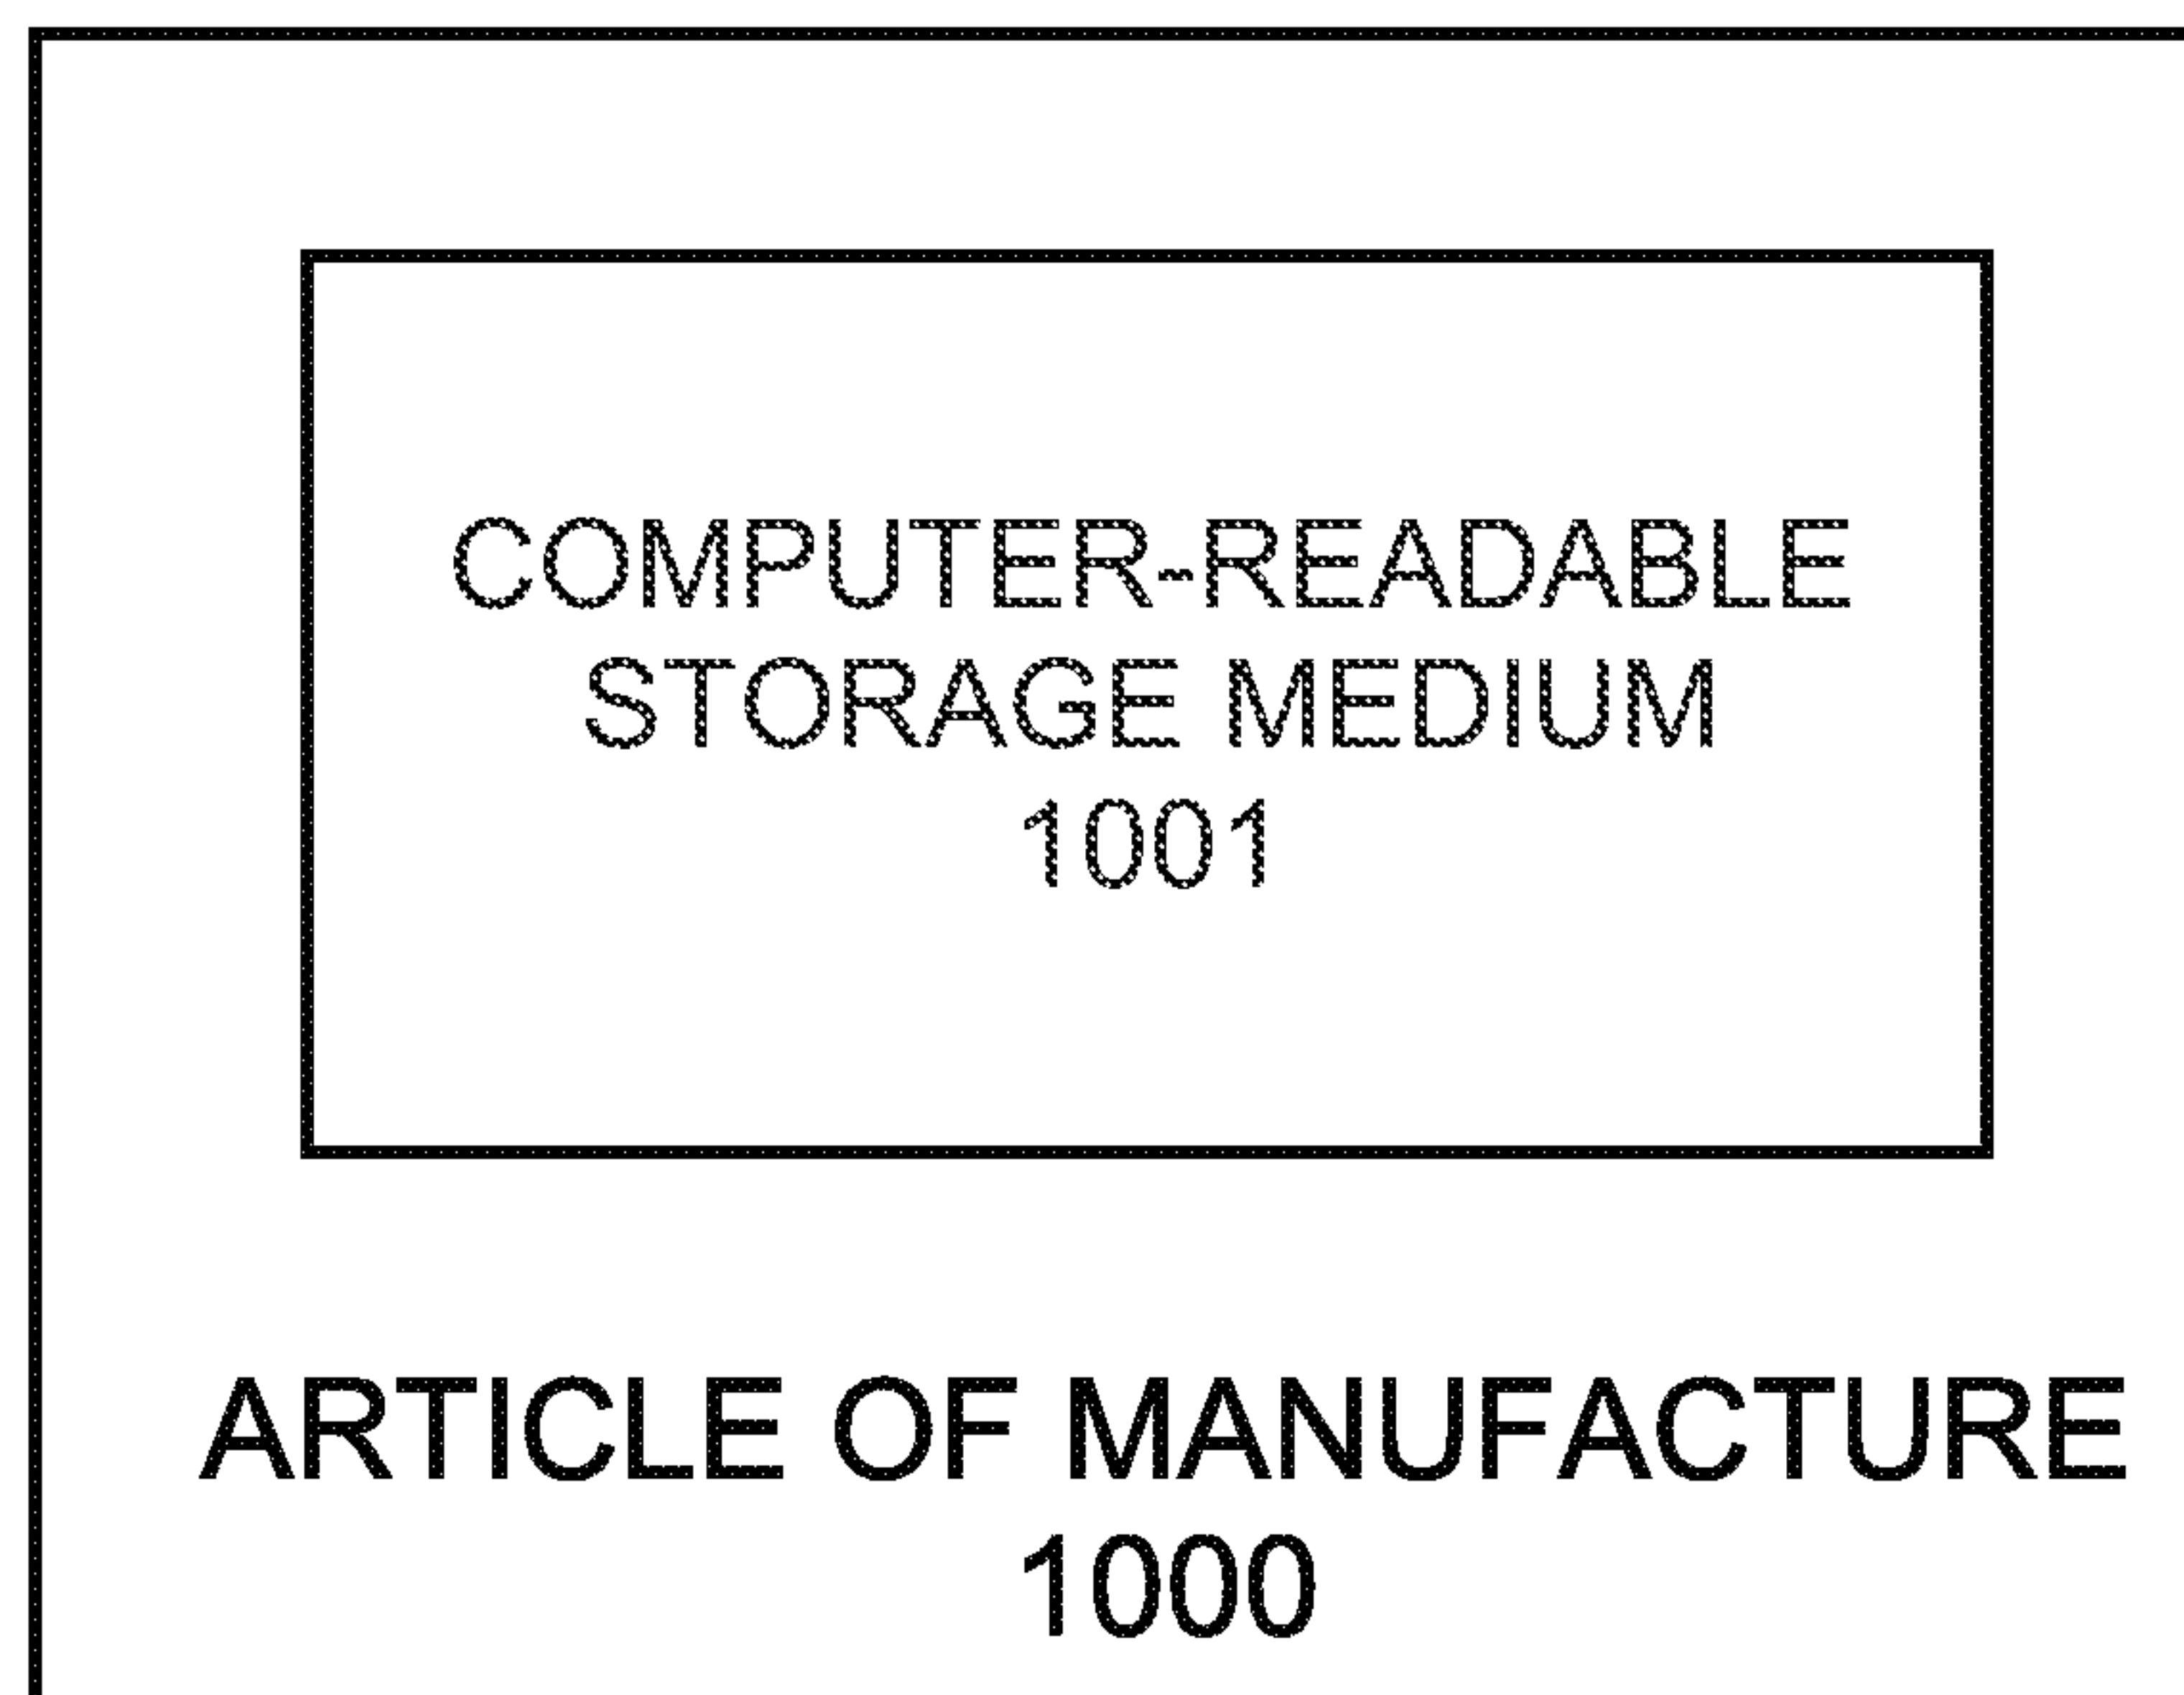 COMPUTER-READABLE
STORAGE MEDIUM
1001
ARTICLE OF MANUFACTURE
1000